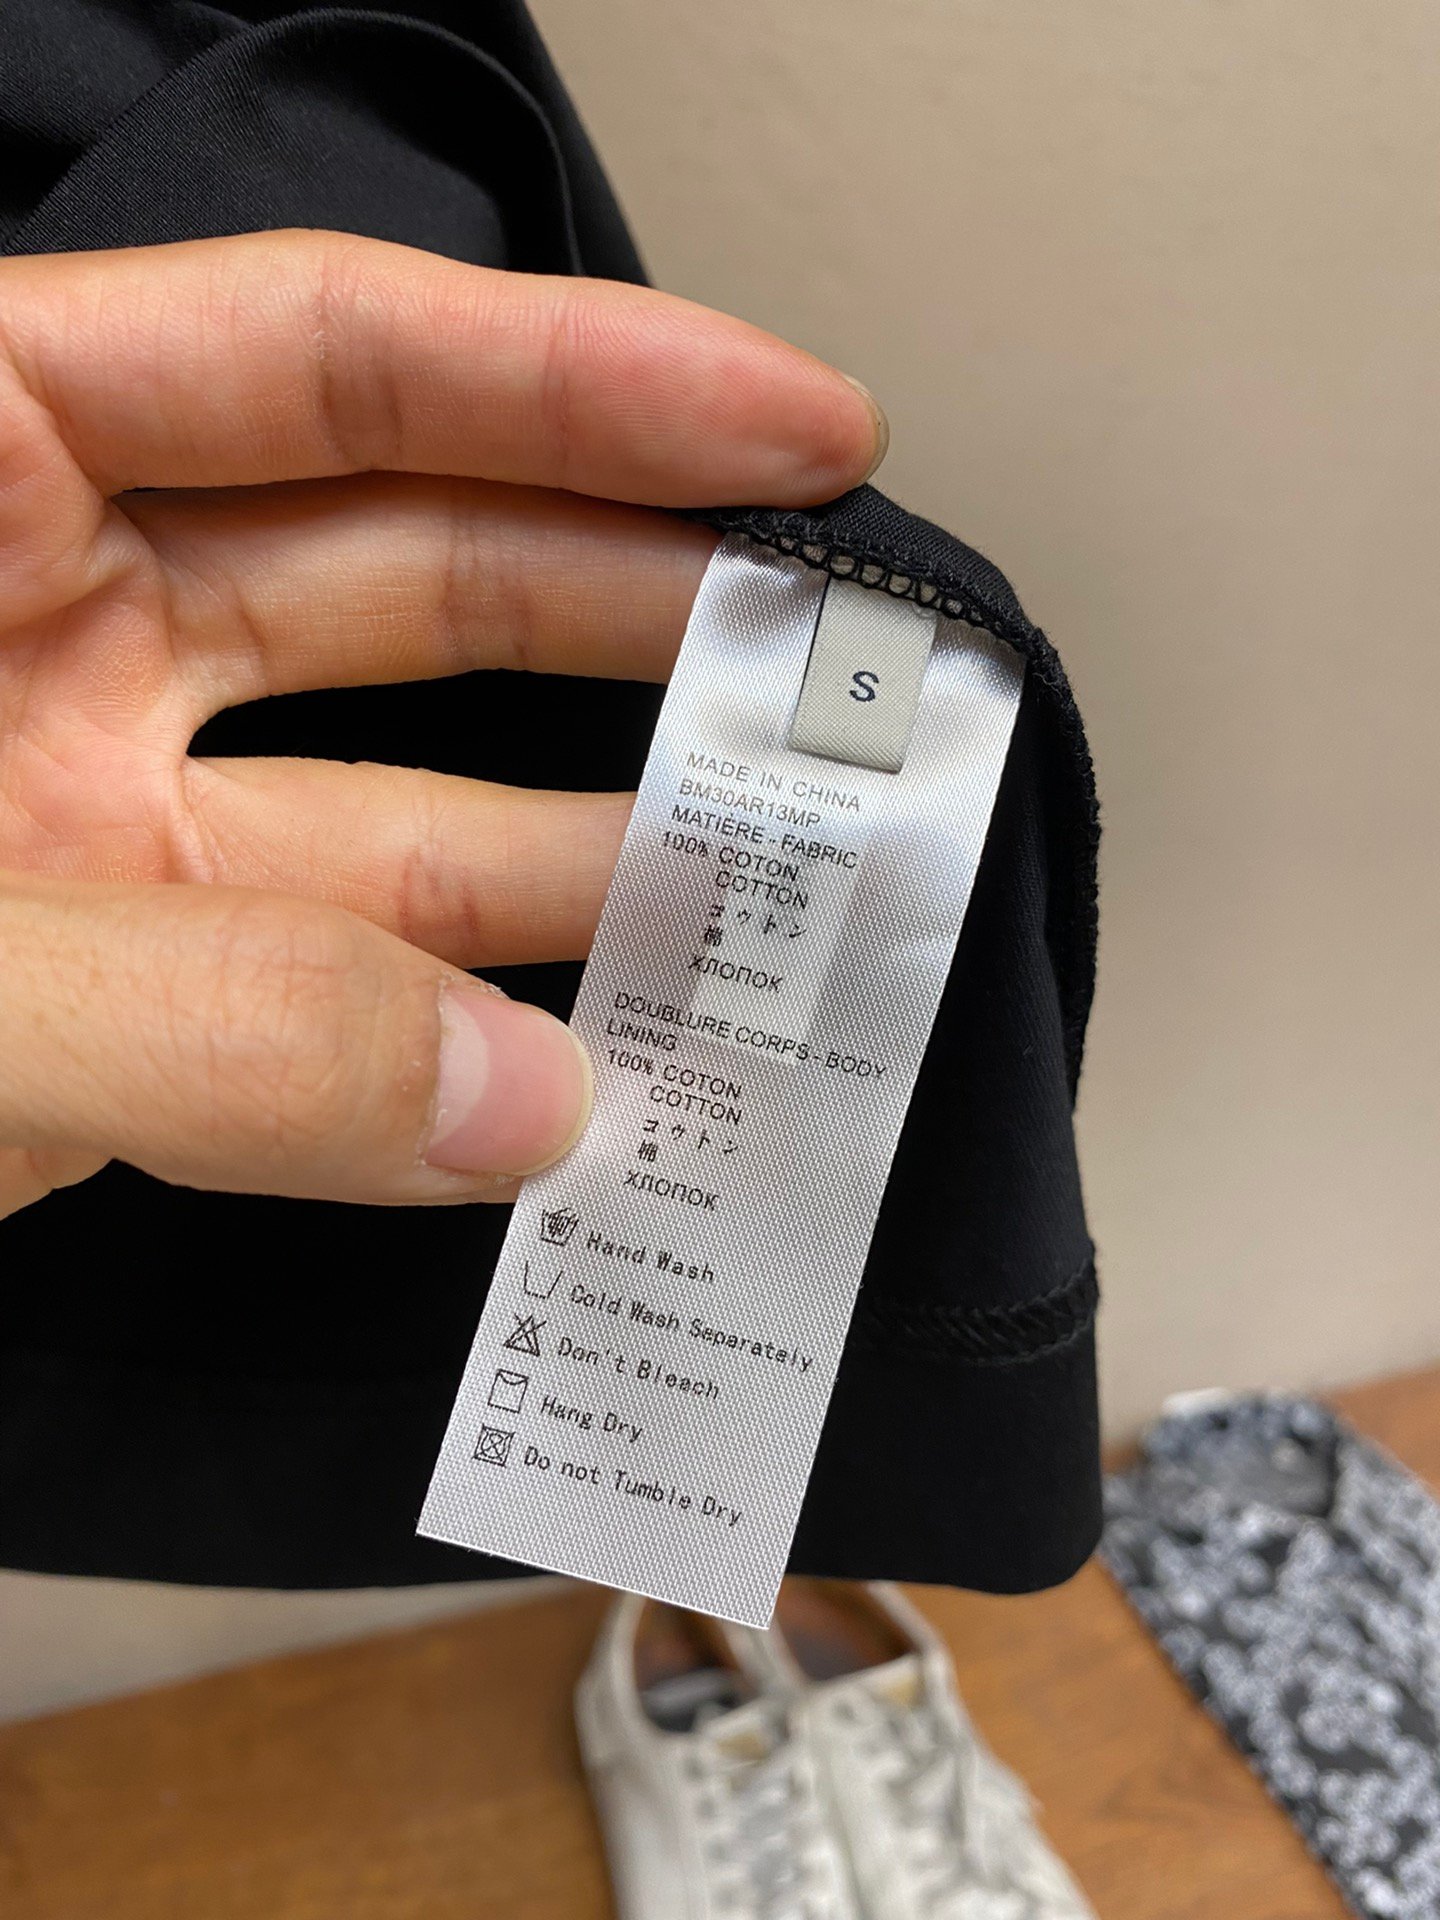 S
MADE IN CHINA
BM30AR13MP
MATIÈRE - FABRIC
100% COTON
COTTON
コゥトン
棉
ХЛОПОК
DOUBLURE CORPS - BODY
LINING
100% COTON
COTTON
コゥトン
棉
ХЛОПОК
Hand Wash
Cold Wash Separately
Don't Bleach
Hang Dry
Do not Tumble Dry